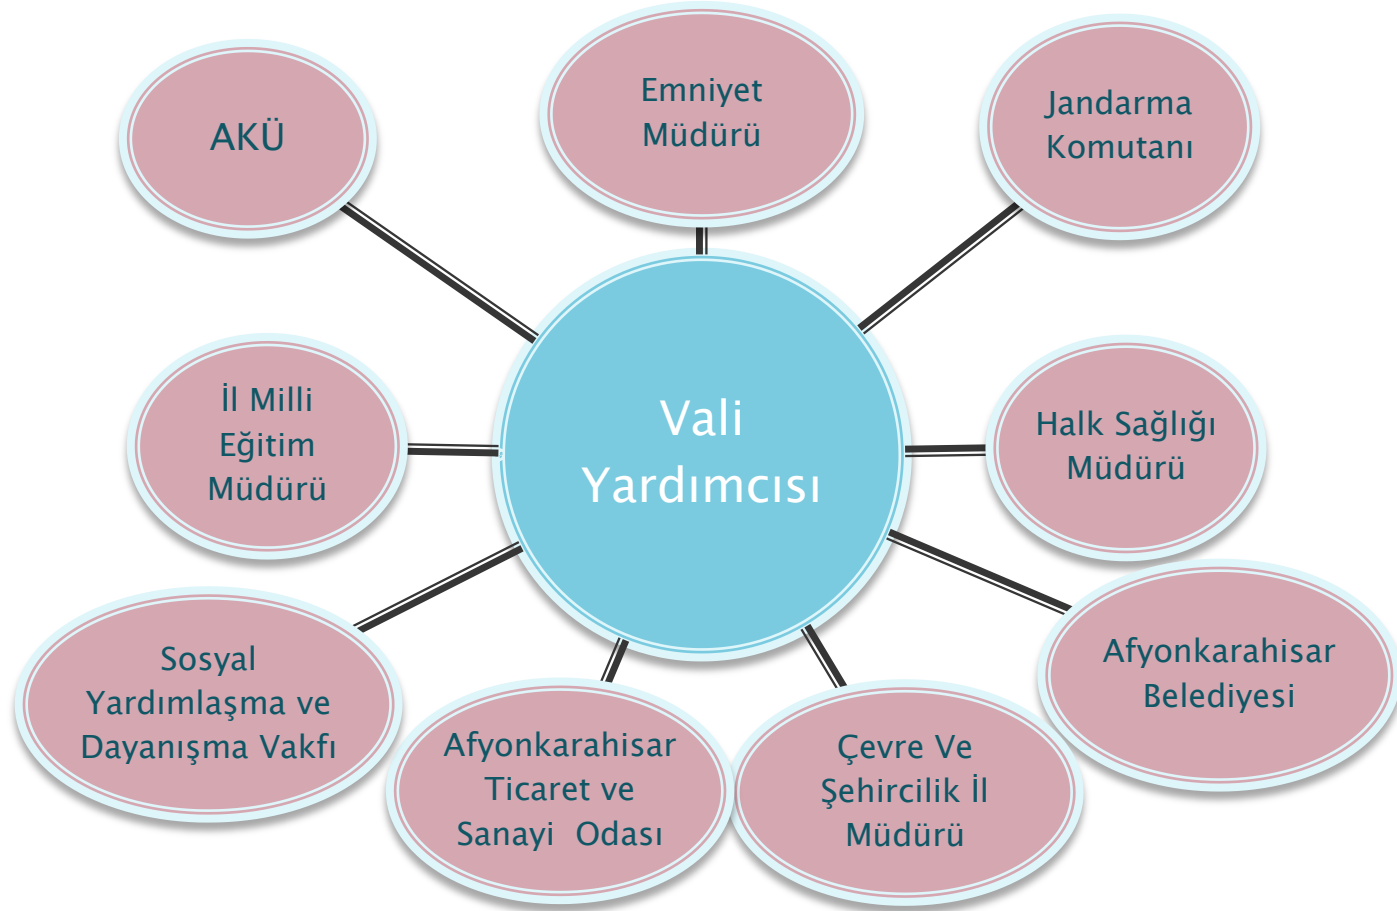 AKÜ
Emniyet
Müdürü
Jandarma
Komutanı
İl Milli
Eğitim
Müdürü
Vali
Yardımcısı
Halk Sağlığı
Müdürü
Sosyal
Yardımlaşma ve
Dayanışma Vakfı
Afyonkarahisar
Ticaret ve
Sanayi Odası
Çevre Ve
Şehircilik İl
Müdürü
Afyonkarahisar
Belediyesi